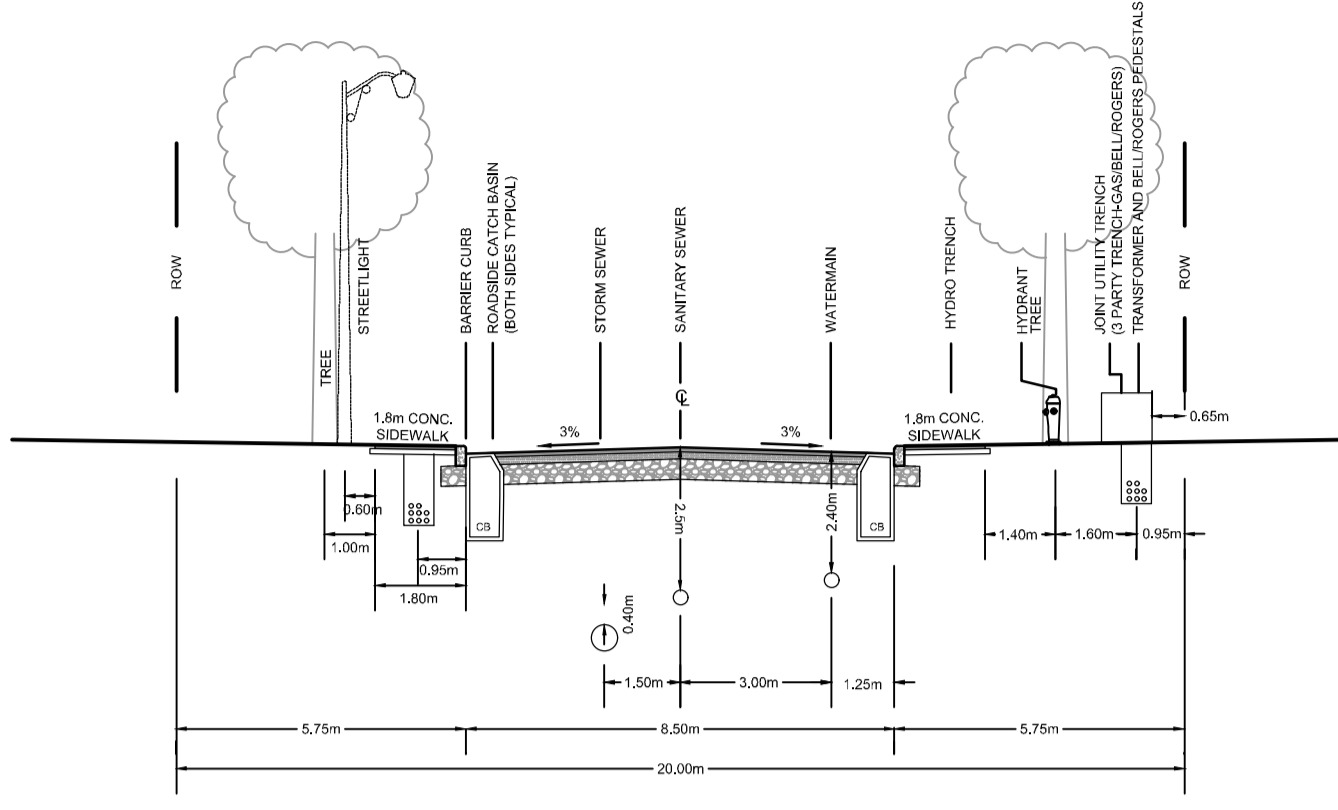 ROW
TREE
STREETLIGHT
BARRIER CURB
ROADSIDE CATCH BASIN
(BOTH SIDES TYPICAL)
STORM SEWER
SANITARY SEWER
WATERMAIN
HYDRO TRENCH
HYDRANT
TREE
JOINT UTILITY TRENCH
(3 PARTY TRENCH-GAS/BELL/ROGERS)
TRANSFORMER AND BELL/ROGERS PEDESTALS
ROW
℄
1.8m CONC.
SIDEWALK
3%
3%
1.8m CONC.
SIDEWALK
0.65m
0.60m
1.00m
0.95m
1.80m
CB
2.5m
2.40m
CB
1.40m
1.60m
0.95m
0.40m
1.50m
3.00m
1.25m
5.75m
8.50m
5.75m
20.00m